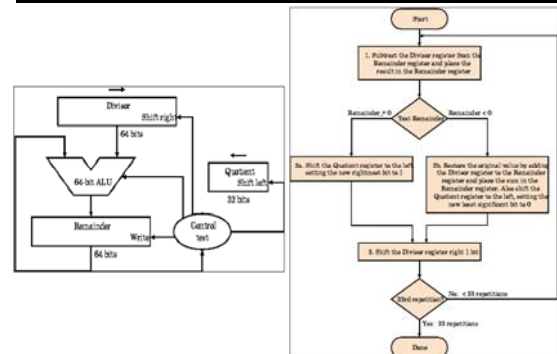 Divisor
Shift right
64 bits
64-bit ALU
Quotient
Shift left
32 bits
Remainder
Write
Control
test
64 bits
Start
1. Subtract the Divisor register from the
Remainder register and place the
result in the Remainder register
Remainder ≥ 0
Test Remainder
Remainder < 0
2a. Shift the Quotient register to the left,
setting the new rightmost bit to 1
2b. Restore the original value by adding
the Divisor register to the Remainder
register and place the sum in the
Remainder register. Also shift the
Quotient register to the left, setting the
new least significant bit to 0
3. Shift the Divisor register right 1 bit
33rd repetition?
No: < 33 repetitions
Yes: 33 repetitions
Done